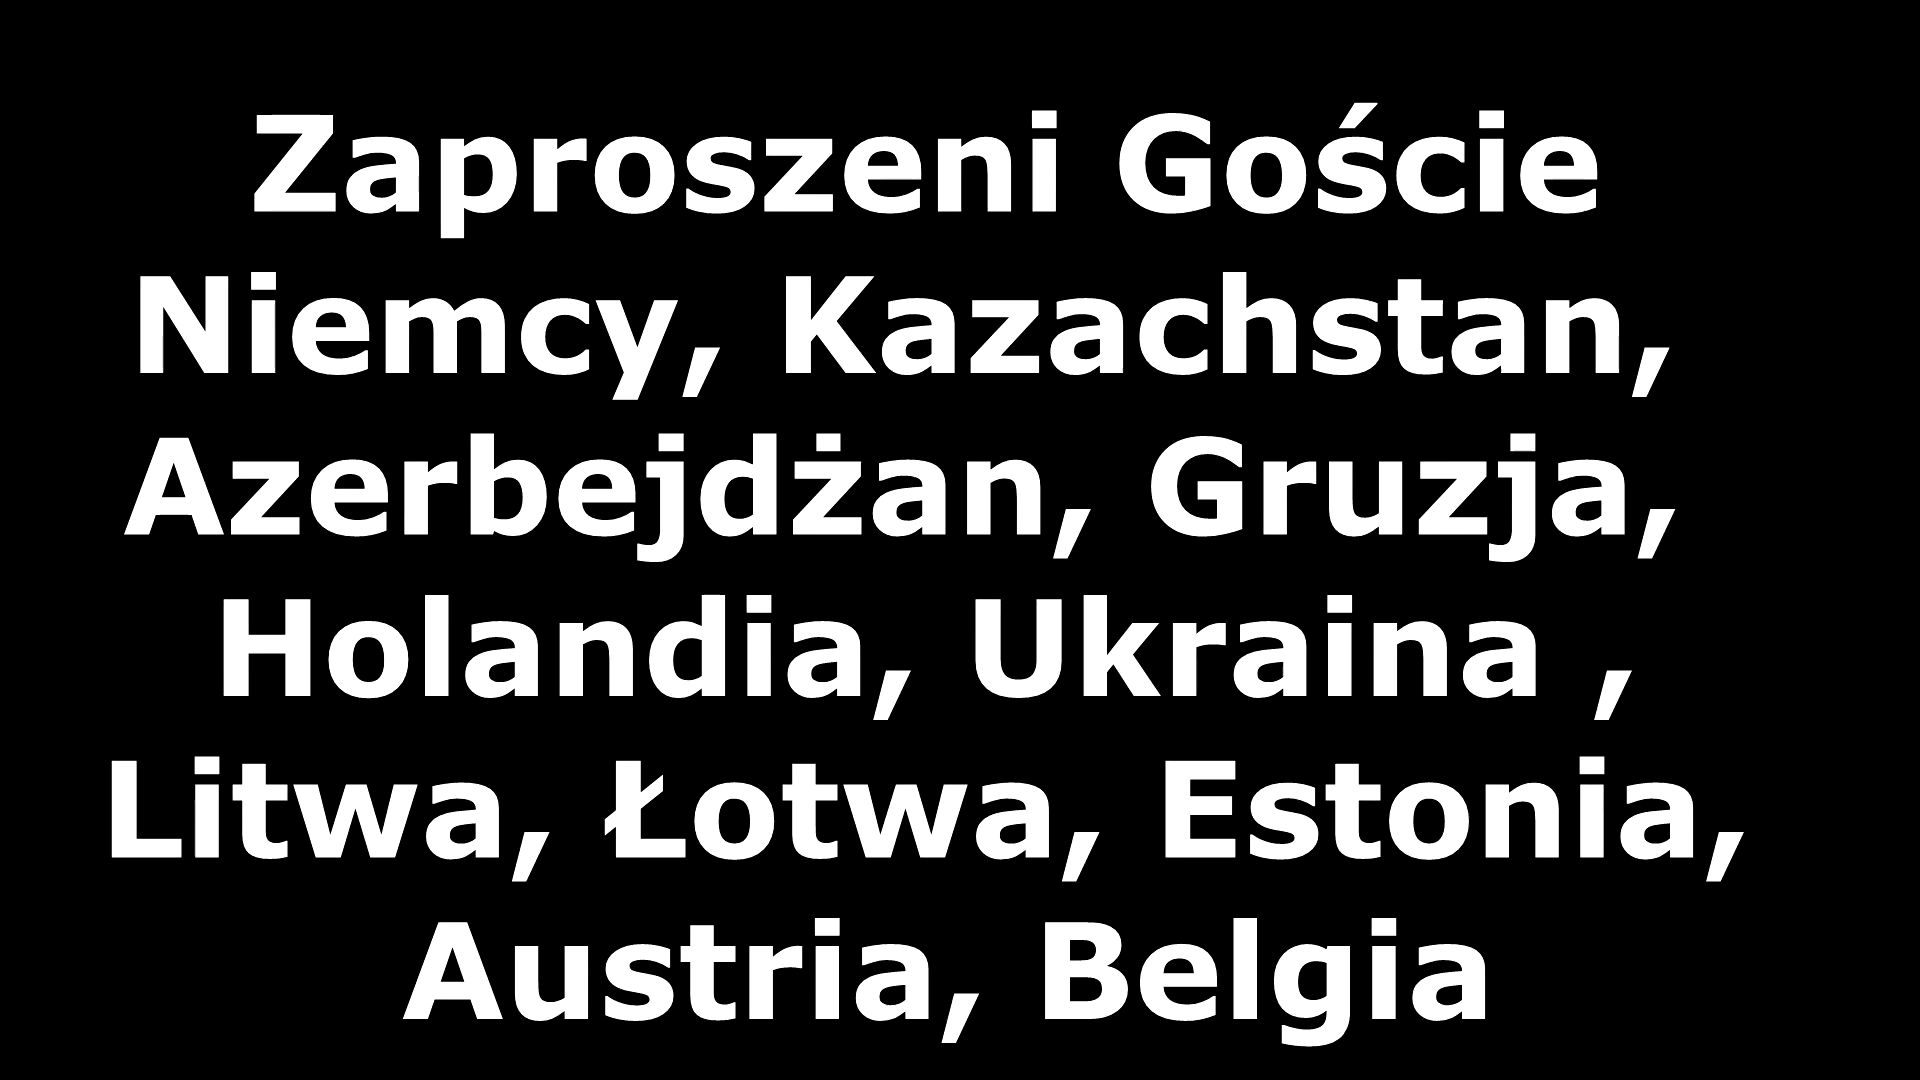 Zaproszeni Goście
Niemcy, Kazachstan,
Azerbejdżan, Gruzja,
Holandia, Ukraina ,
Litwa, Łotwa, Estonia,
Austria, Belgia